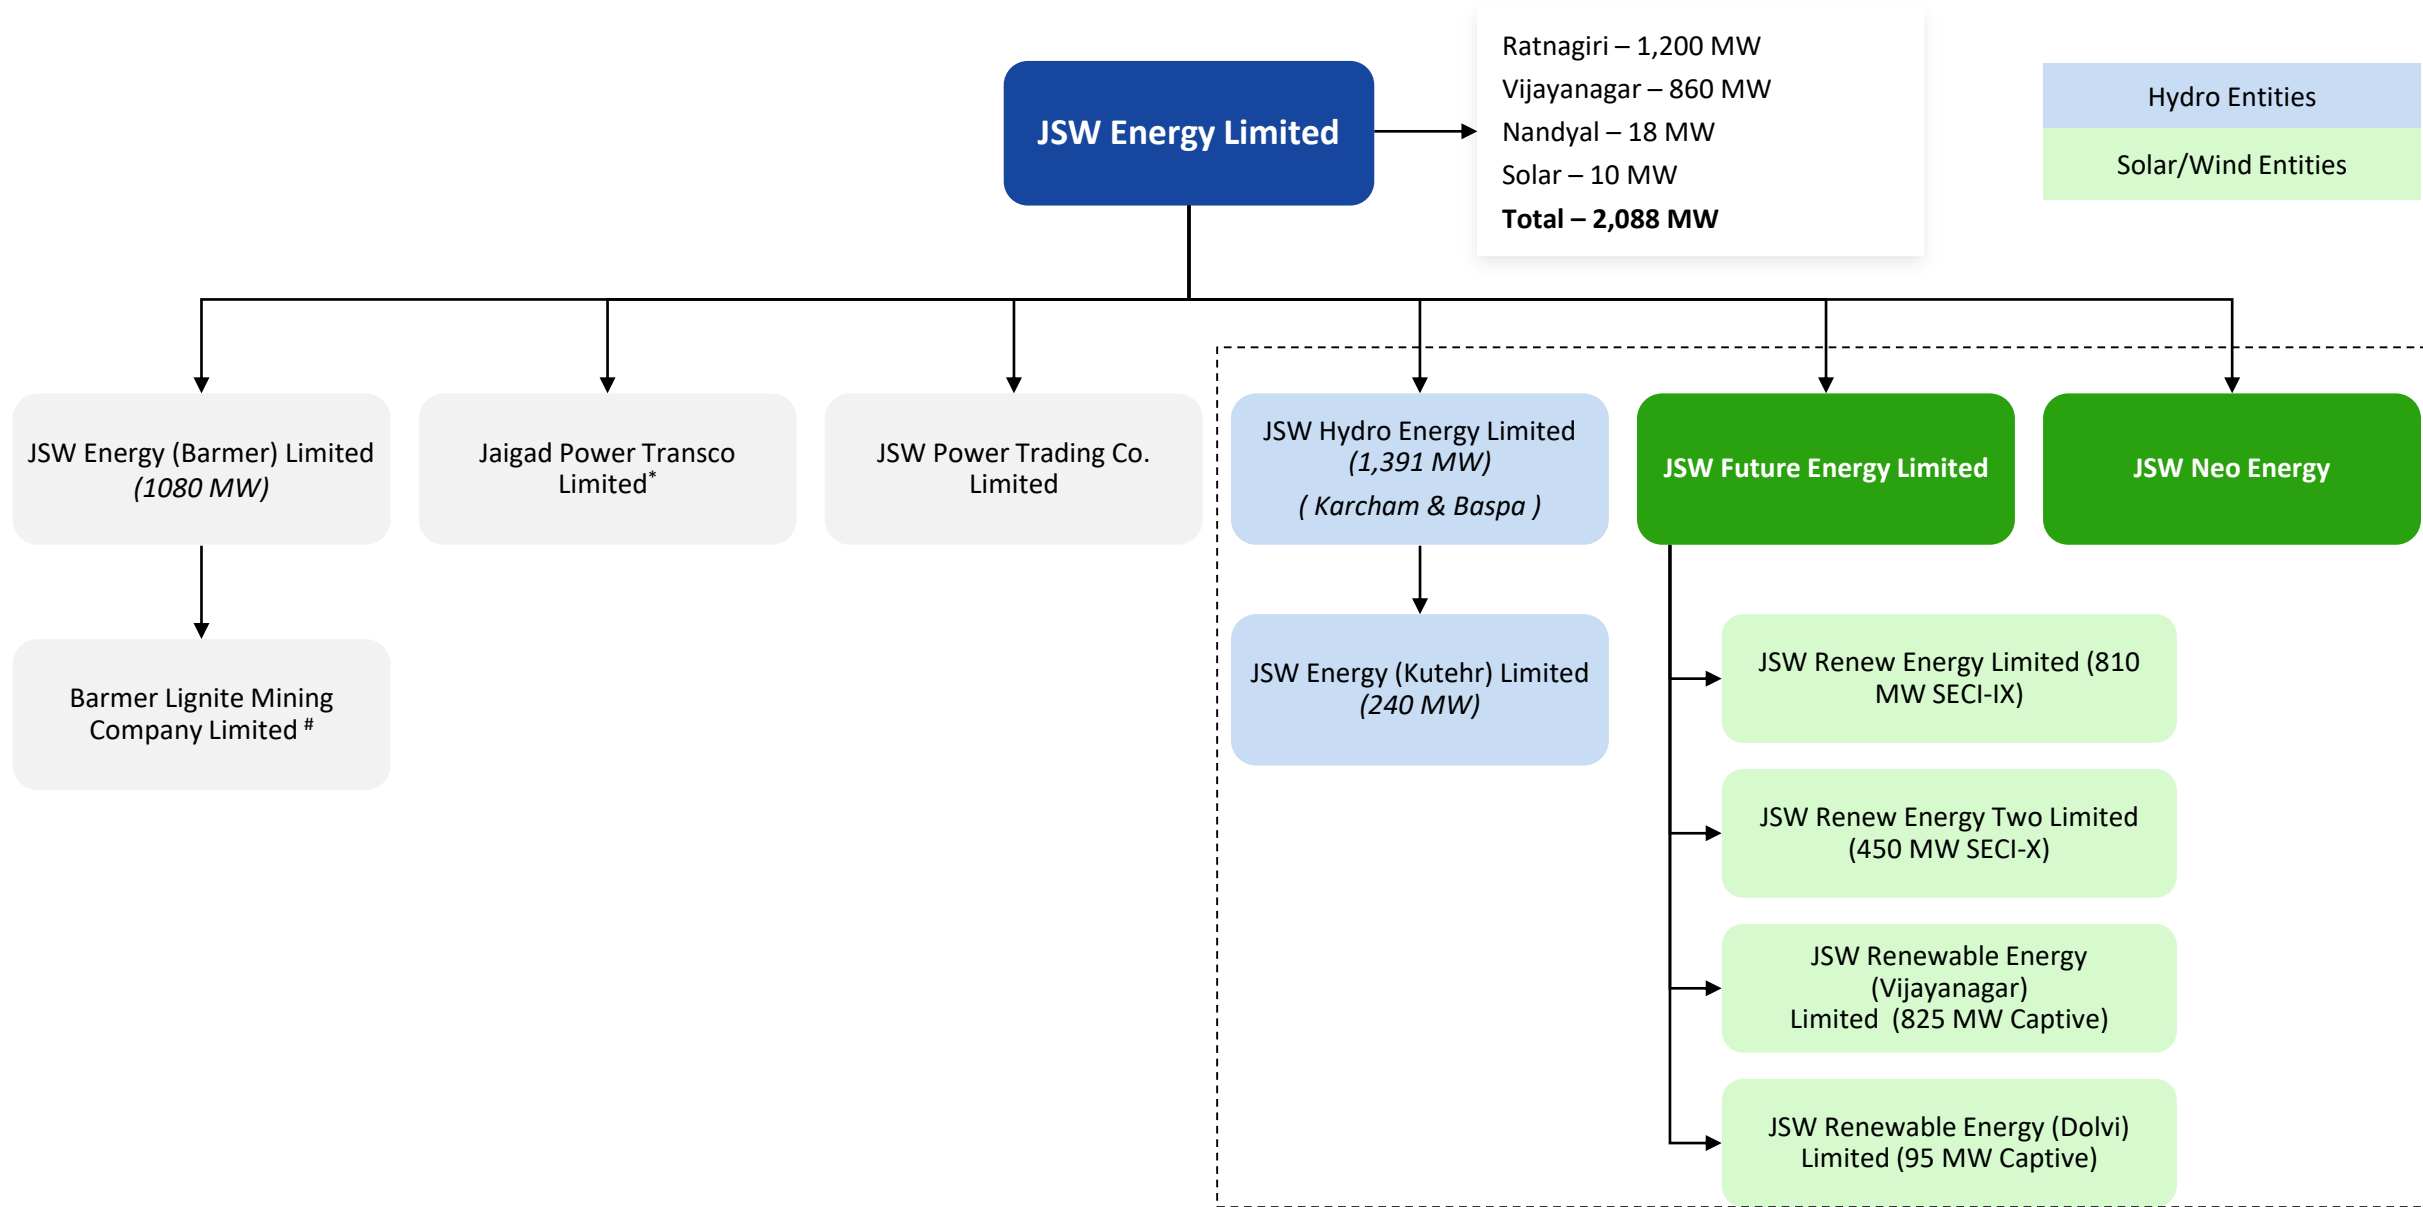 JSW Energy Limited
Ratnagiri – 1,200 MW
Vijayanagar – 860 MW
Nandyal – 18 MW
Solar – 10 MW
Total – 2,088 MW
Hydro Entities
Solar/Wind Entities
JSW Energy (Barmer) Limited
(1080 MW)
Jaigad Power Transco
Limited*
JSW Power Trading Co.
Limited
JSW Hydro Energy Limited
(1,391 MW)
( Karcham & Baspa )
JSW Future Energy Limited
JSW Neo Energy
Barmer Lignite Mining
Company Limited #
JSW Energy (Kutehr) Limited
(240 MW)
JSW Renew Energy Limited (810
MW SECI-IX)
JSW Renew Energy Two Limited
(450 MW SECI-X)
JSW Renewable Energy
(Vijayanagar)
Limited (825 MW Captive)
JSW Renewable Energy (Dolvi)
Limited (95 MW Captive)